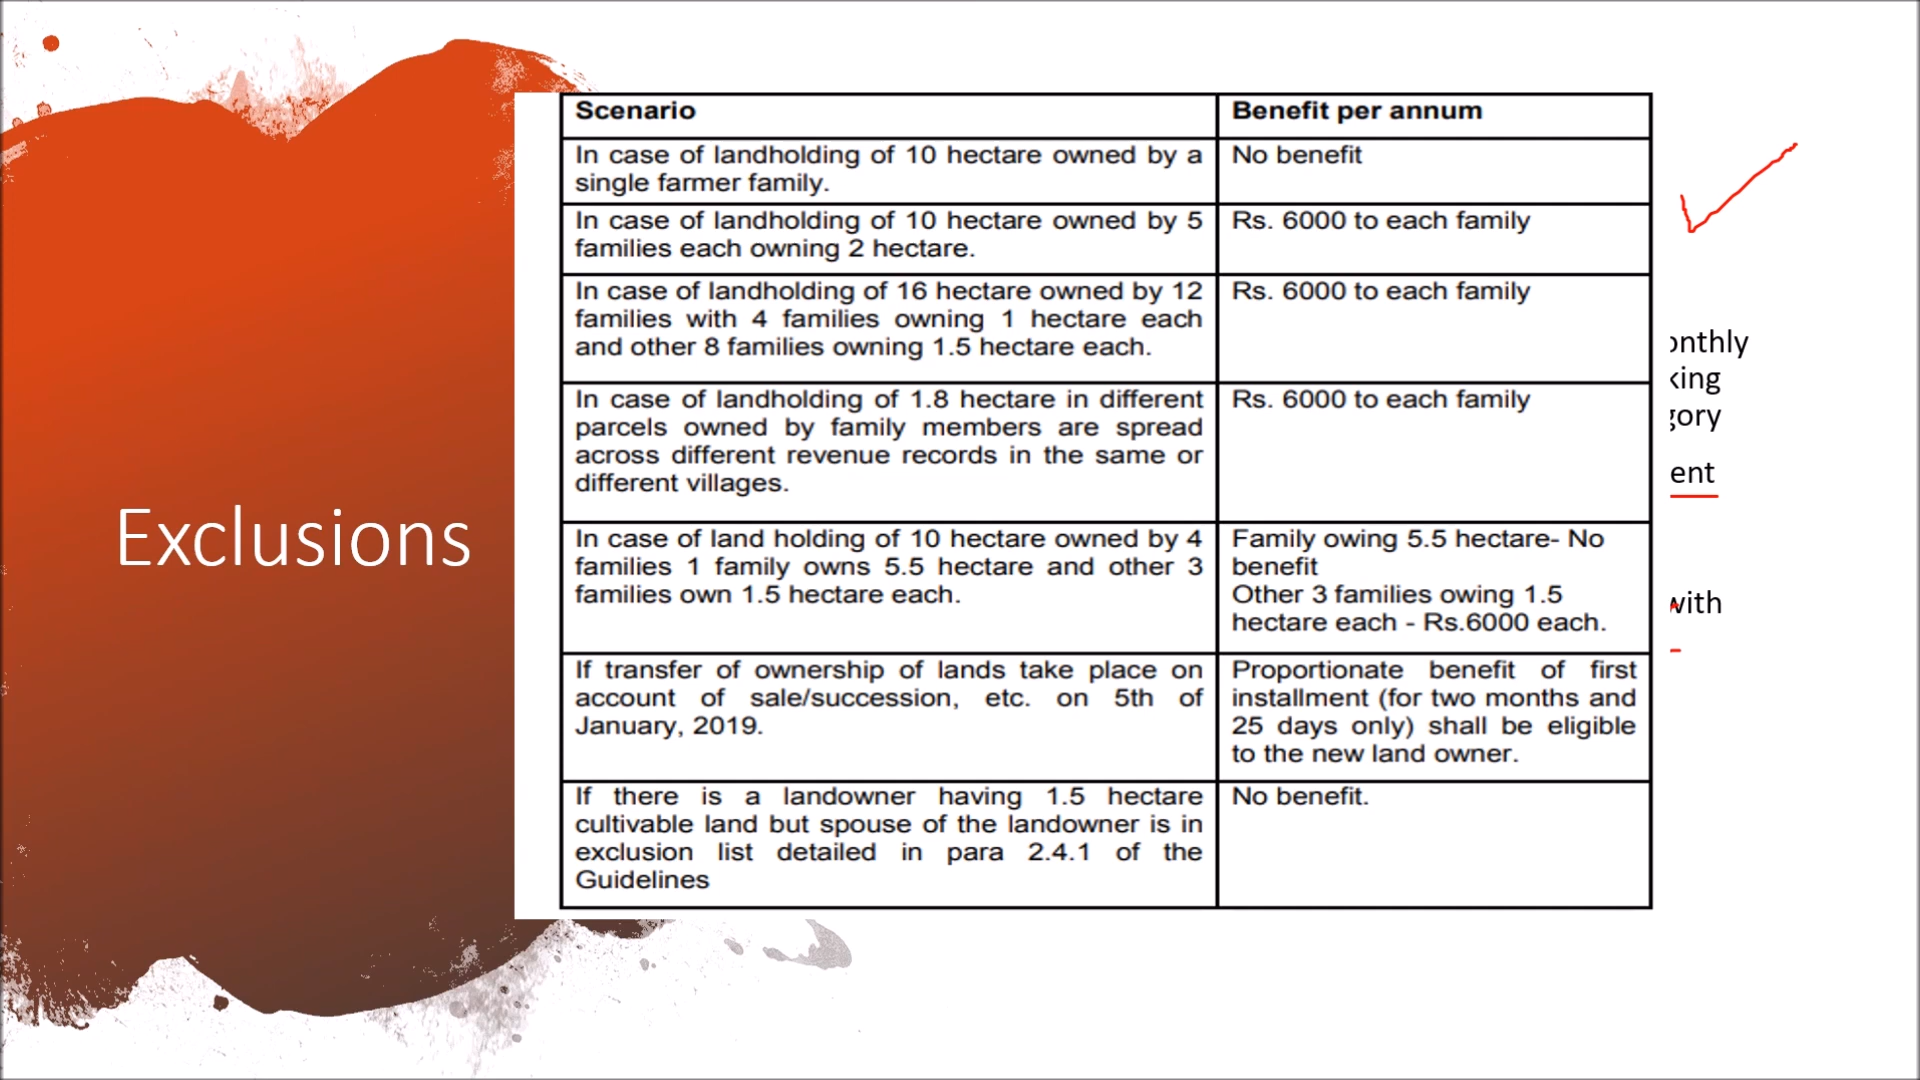 Exclusions
Scenario
Benefit per annum
In case of landholding of 10 hectare owned by a
single farmer family.
No benefit
In case of landholding of 10 hectare owned by 5
families each owning 2 hectare.
Rs. 6000 to each family
In case of landholding of 16 hectare owned by 12
families with 4 families owning 1 hectare each
and other 8 families owning 1.5 hectare each.
Rs. 6000 to each family
In case of landholding of 1.8 hectare in different
parcels owned by family members are spread
across different revenue records in the same or
different villages.
Rs. 6000 to each family
In case of land holding of 10 hectare owned by 4
families 1 family owns 5.5 hectare and other 3
families own 1.5 hectare each.
Family owing 5.5 hectare- No
benefit
Other 3 families owing 1.5
hectare each - Rs.6000 each.
If transfer of ownership of lands take place on
account of sale/succession, etc. on 5th of
January, 2019.
Proportionate benefit of first
installment (for two months and
25 days only) shall be eligible
to the new land owner.
If there is a landowner having 1.5 hectare
cultivable land but spouse of the landowner is in
exclusion list detailed in para 2.4.1 of the
Guidelines
No benefit.
with